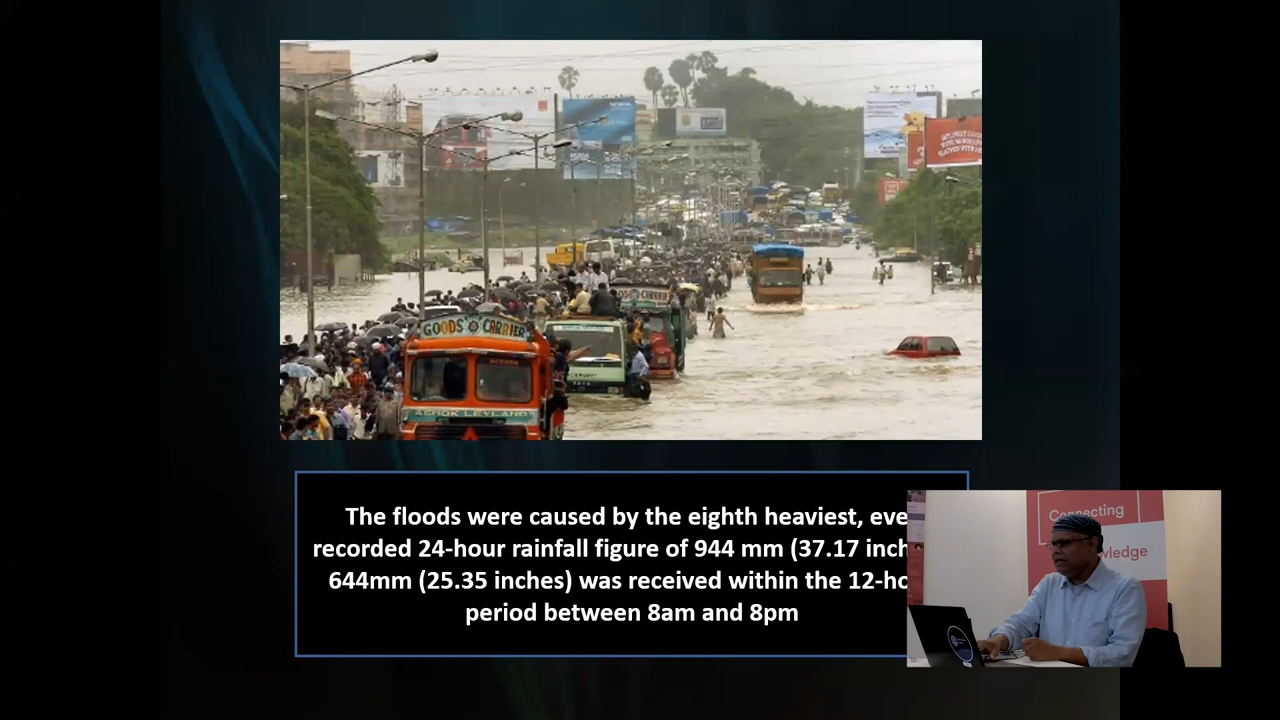 NOKIA
GOODS CARRIER
CARRIER
ASHOK LEYLAND
The floods were caused by the eighth heaviest, eve
recorded 24-hour rainfall figure of 944 mm (37.17 inch
644mm (25.35 inches) was received within the 12-ho
period between 8am and 8pm
Connecting
wledge